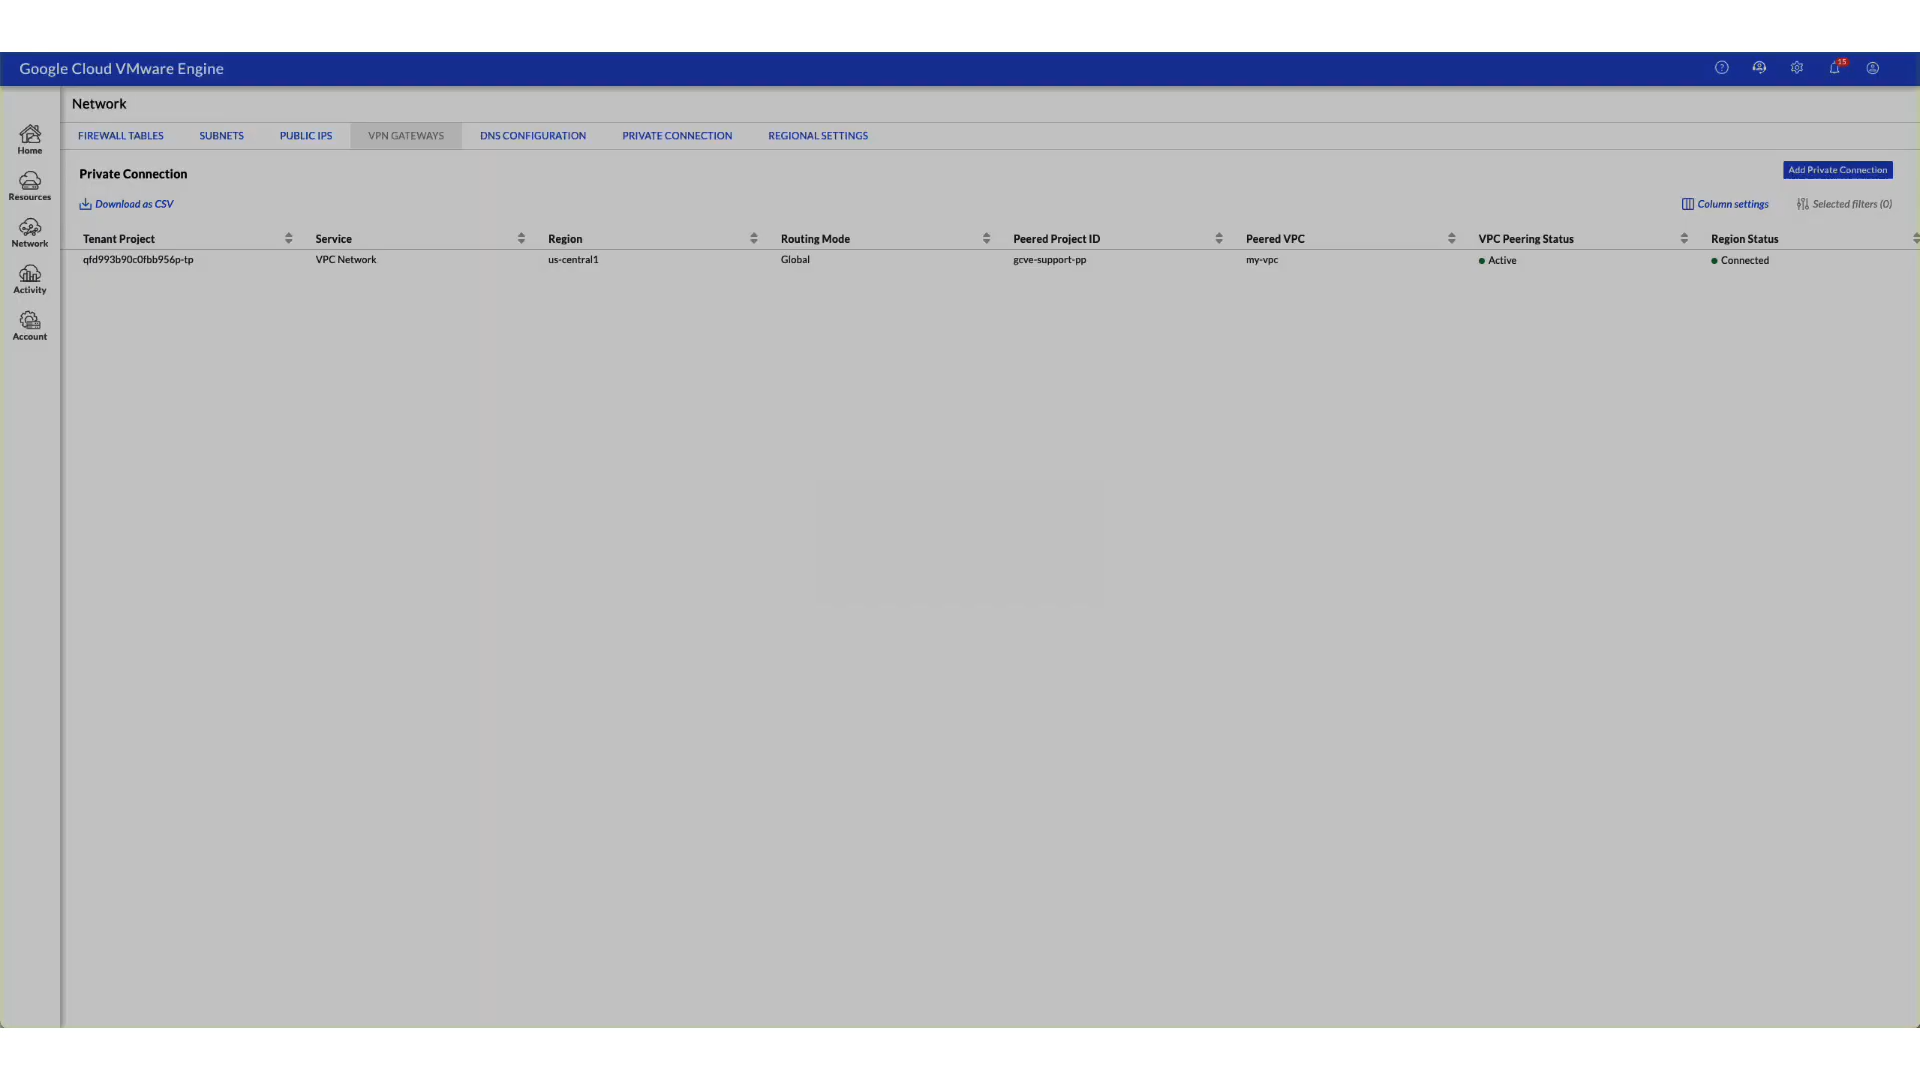 Google Cloud VMware Engine
15
Network
FIREWALL TABLES SUBNETS PUBLIC IPS VPN GATEWAYS DNS CONFIGURATION PRIVATE CONNECTION REGIONAL SETTINGS
Home
Resources
Network
Activity
Account
Private Connection
Add Private Connection
Download as CSV
Column settings Selected filters (0)
Tenant Project Service Region Routing Mode Peered Project ID Peered VPC VPC Peering Status Region Status
qfd993b90c0fbb956p-tp VPC Network us-central1 Global gcve-support-pp my-vpc Active Connected